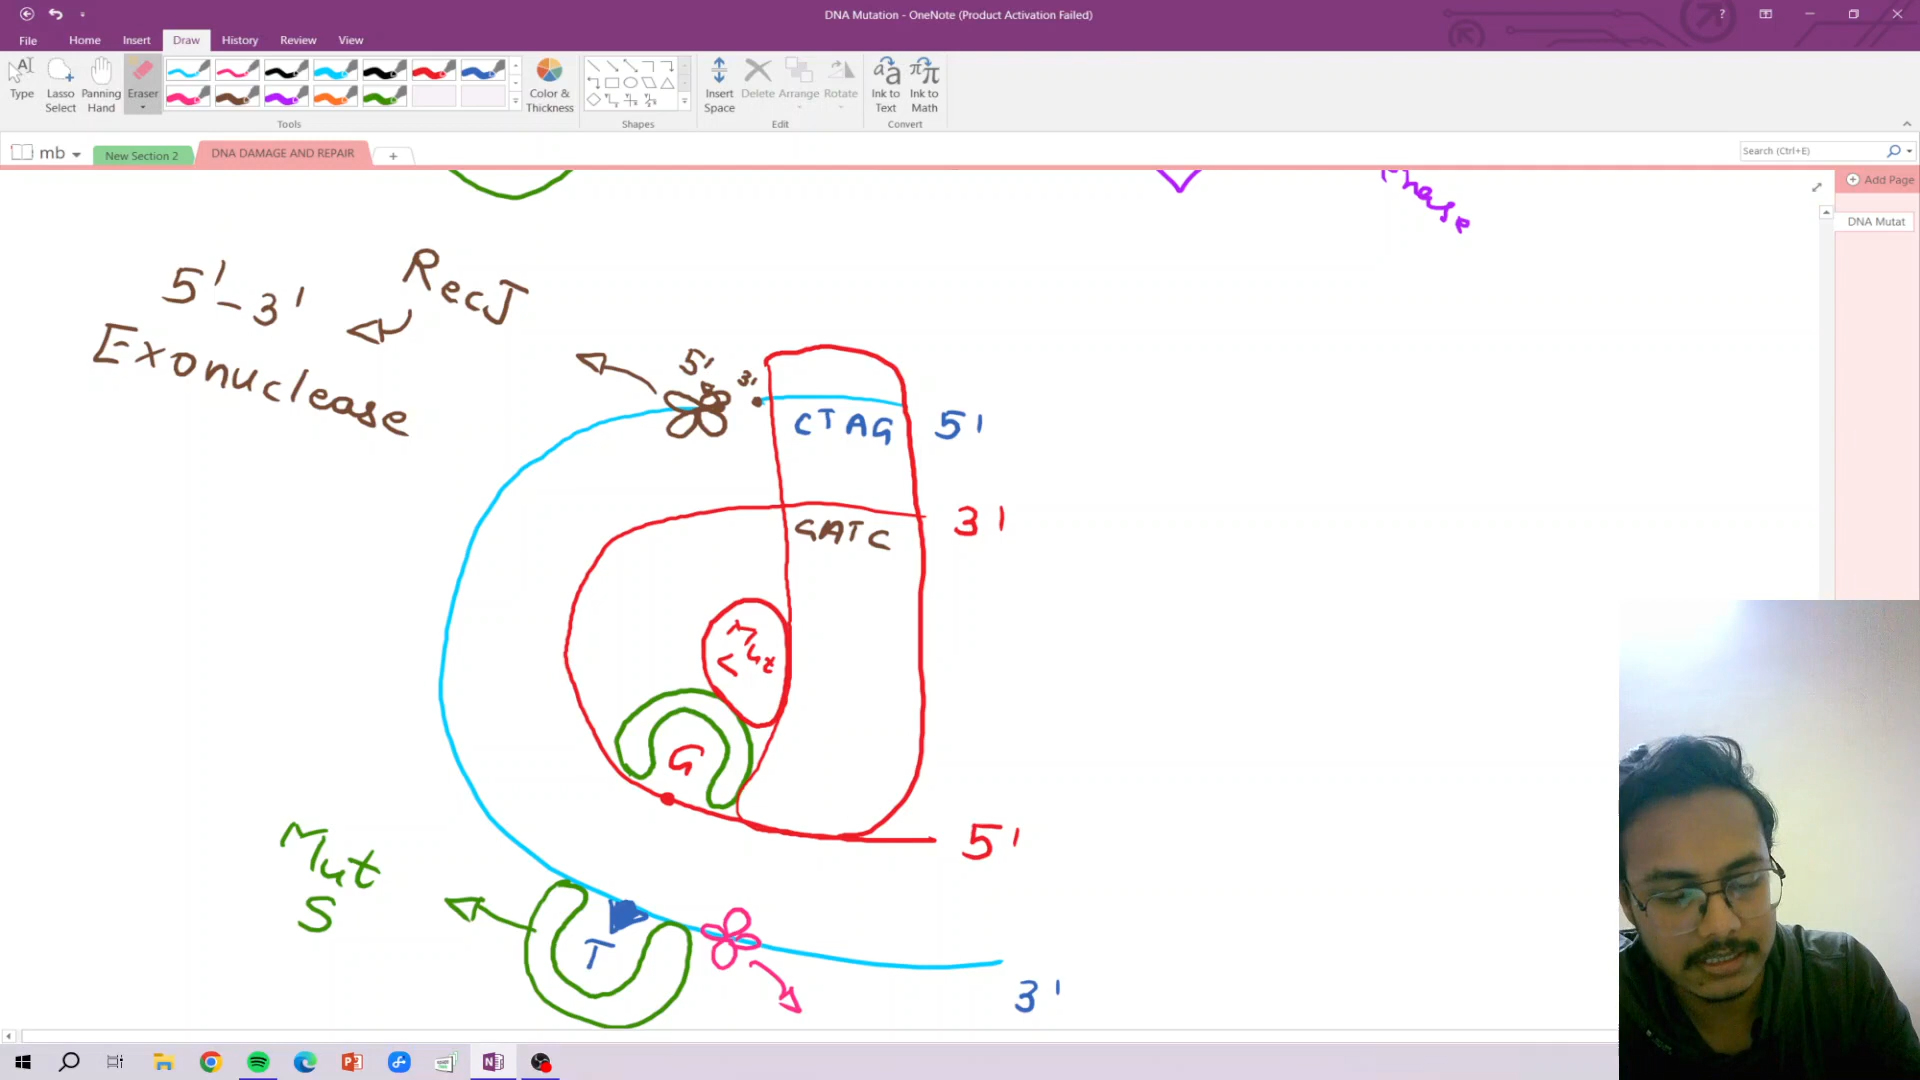 DNA Mutation - OneNote (Product Activation Failed)
?
File Home Insert Draw History Review View
Type
Lasso Select
Panning Hand
Eraser
Color & Thickness
Insert Space
Delete
Arrange
Rotate
Ink to Text
Ink to Math
Tools
Shapes
Edit
Convert
mb
New Section 2
DNA DAMAGE AND REPAIR
+
Search (Ctrl+E)
Add Page
DNA Mutat
RecJ
5'-3'
Exonuclease
5'
3'
CTAG
5'
GATC
3'
Mut
L
G
5'
Mut
S
T
3'